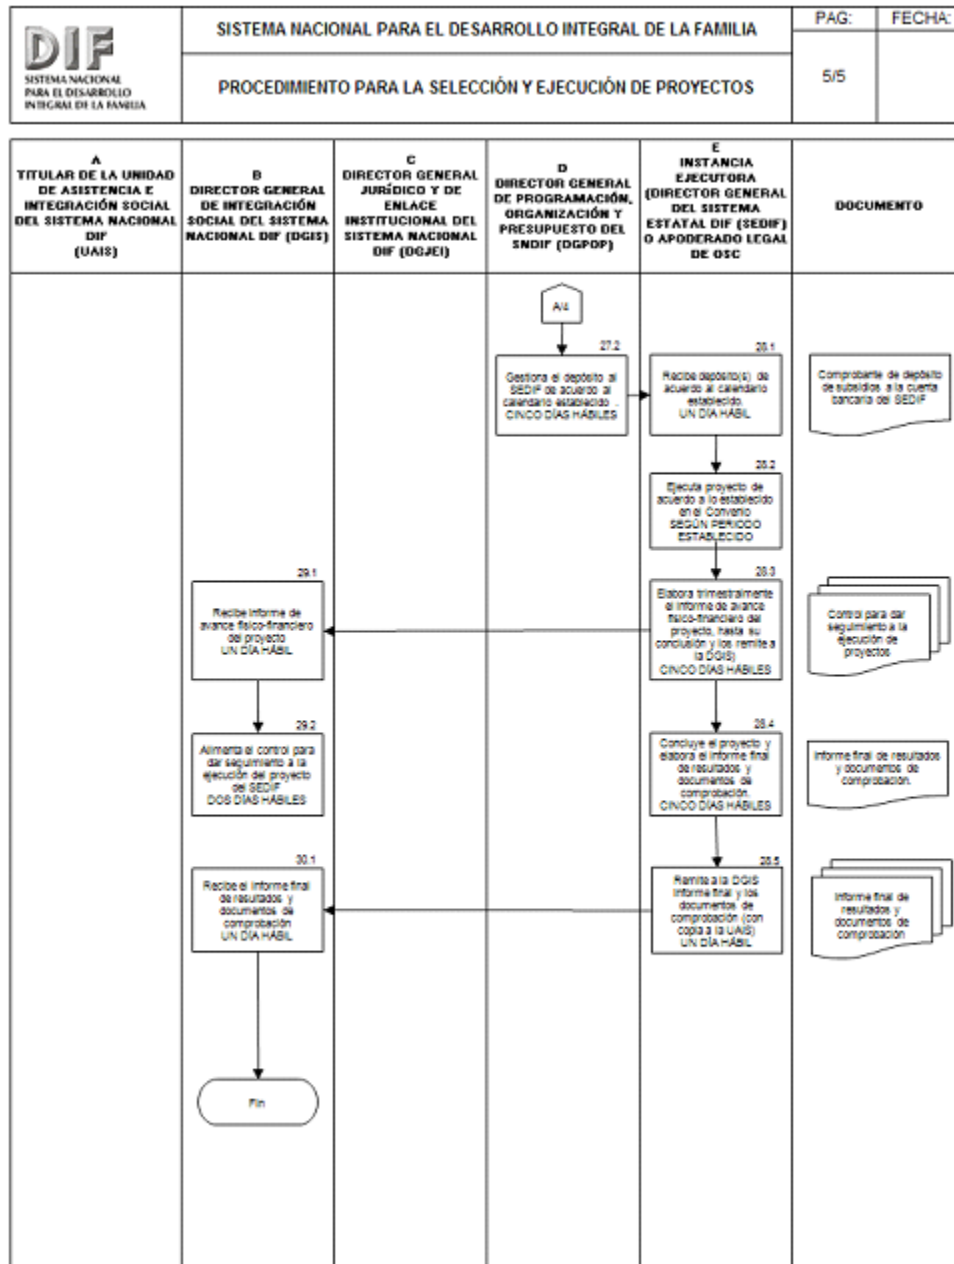 DIF
SISTEMA NACIONAL
PARA EL DESARROLLO
INTEGRAL DE LA FAMILIA
SISTEMA NACIONAL PARA EL DESARROLLO INTEGRAL DE LA FAMILIA
PROCEDIMIENTO PARA LA SELECCIÓN Y EJECUCIÓN DE PROYECTOS
PAG:
FECHA:
5/5
A
TITULAR DE LA UNIDAD
DE ASISTENCIA E
INTEGRACIÓN SOCIAL
DEL SISTEMA NACIONAL
DIF
(UAIS)
B
DIRECTOR GENERAL
DE INTEGRACIÓN
SOCIAL DEL SISTEMA
NACIONAL DIF (DGIS)
C
DIRECTOR GENERAL
JURÍDICO Y DE
ENLACE
INSTITUCIONAL DEL
SISTEMA NACIONAL
DIF (DGJEI)
D
DIRECTOR GENERAL
DE PROGRAMACIÓN,
ORGANIZACIÓN Y
PRESUPUESTO DEL
SNDIF (DGPOP)
E
INSTANCIA
EJECUTORA
(DIRECTOR GENERAL
DEL SISTEMA
ESTATAL DIF (SEDIF)
O APODERADO LEGAL
DE OSC
DOCUMENTO
A/4
27.2
Gestiona el depósito al
SEDIF de acuerdo al
calendario establecido .
CINCO DÍAS HÁBILES
28.1
Recibe depósito(s) de
acuerdo al calendario
establecido.
UN DÍA HÁBIL
Comprobante de depósito
de subsidios a la cuenta
bancaria del SEDIF
28.2
Ejecuta proyecto de
acuerdo a lo establecido
en el Convenio
SEGÚN PERIODO
ESTABLECIDO
29.1
Recibe informe de
avance físico-financiero
del proyecto
UN DÍA HÁBIL
28.3
Elabora trimestralmente
el informe de avance
físico-financiero del
proyecto, hasta su
conclusión y los remite a
la DGIS)
CINCO DÍAS HÁBILES
Control para dar
seguimiento a la
ejecución de
proyectos
29.2
Alimenta el control para
dar seguimiento a la
ejecución del proyecto
del SEDIF
DOS DÍAS HÁBILES
28.4
Concluye el proyecto y
elabora el informe final
de resultados y
documentos de
comprobación.
CINCO DÍAS HÁBILES
Informe final de resultados
y documentos de
comprobación.
30.1
Recibe el informe final
de resultados y
documentos de
comprobación
UN DÍA HÁBIL
28.5
Remite a la DGIS
Informe final y los
documentos de
comprobación (con
copia a la UAIS)
UN DÍA HÁBIL
Informe final de
resultados y
documentos de
comprobación
Fin